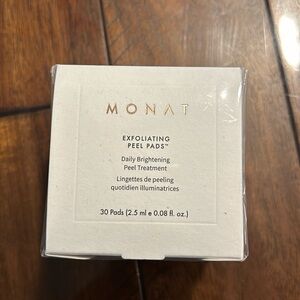 MONAT
EXFOLIATING
PEEL PADS™
Daily Brightening
Peel Treatment
Lingettes de peeling
quotidien illuminatrices
30 Pads (2.5 ml e 0.08 fl. oz.)